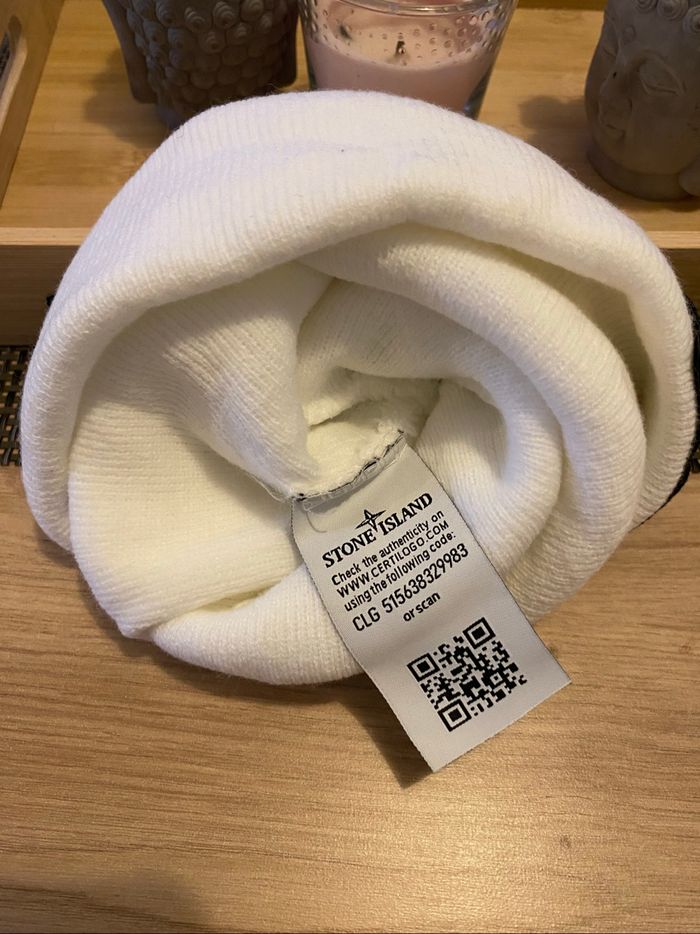 STONE ISLAND
Check the authenticity on
WWW.CERTILOGO.COM
using the following code:
CLG 515638329983
or scan